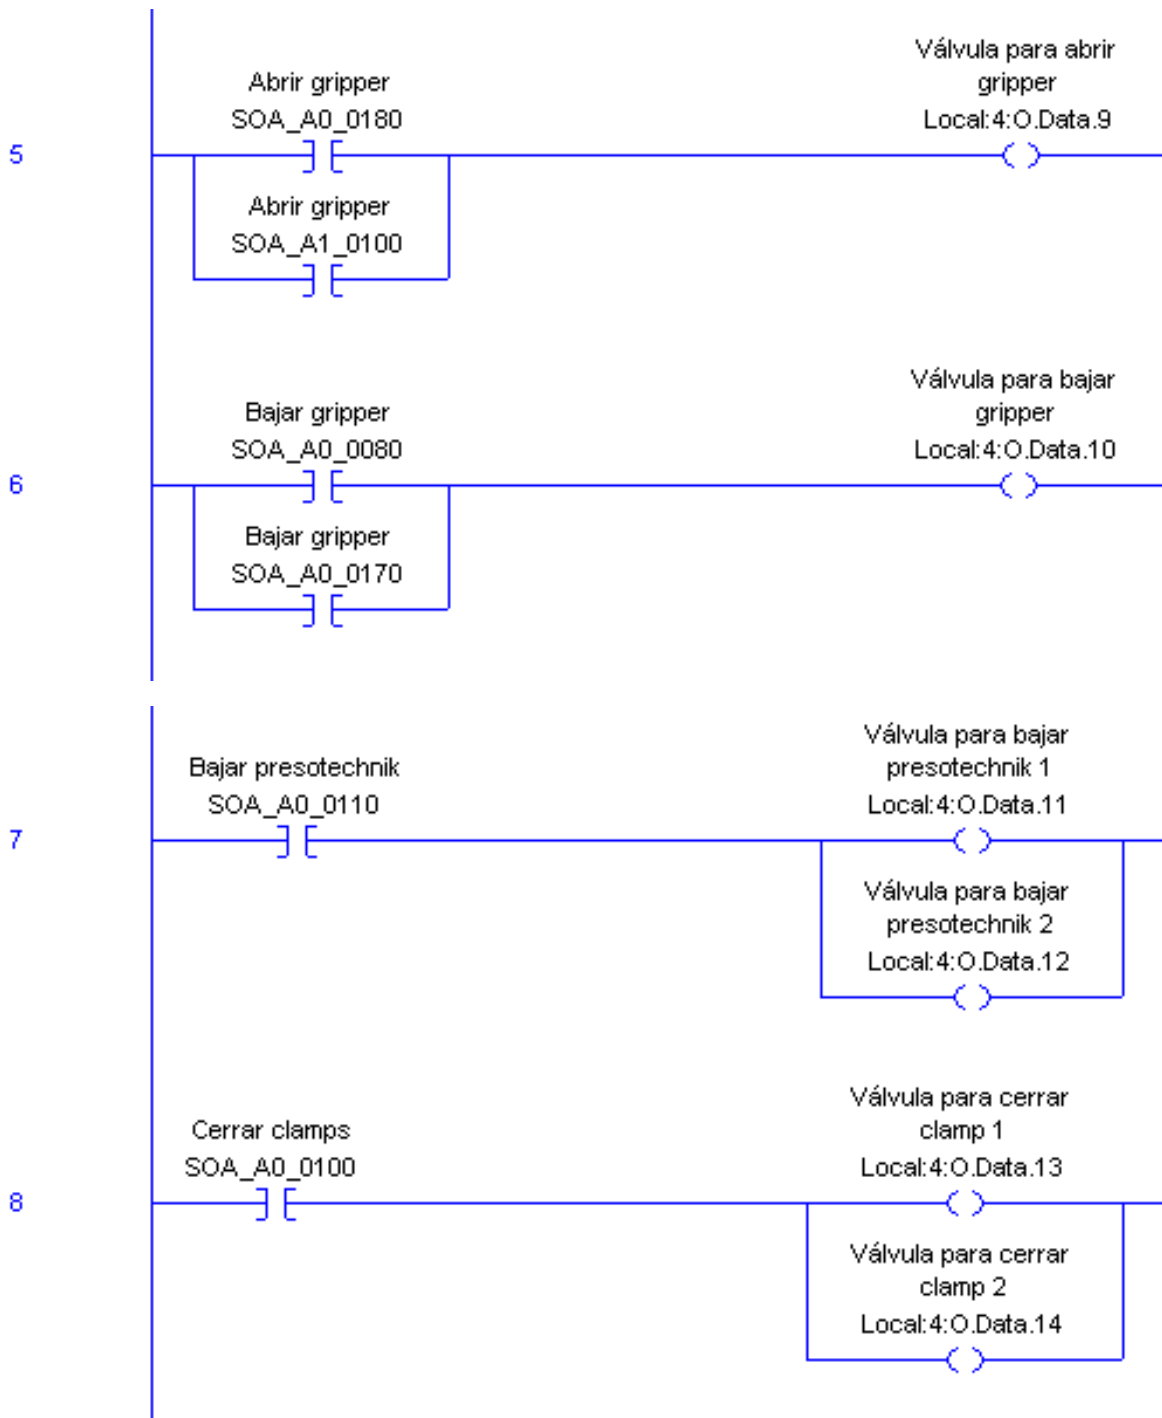 Válvula para abrir
gripper
Abrir gripper
SOA_A0_0180
Local:4:O.Data.9
5
Abrir gripper
SOA_A1_0100
Válvula para bajar
gripper
Bajar gripper
SOA_A0_0080
Local:4:O.Data.10
6
Bajar gripper
SOA_A0_0170
Válvula para bajar
presotechnik 1
Bajar presotechnik
SOA_A0_0110
Local:4:O.Data.11
7
Válvula para bajar
presotechnik 2
Local:4:O.Data.12
Válvula para cerrar
clamp 1
Cerrar clamps
SOA_A0_0100
Local:4:O.Data.13
8
Válvula para cerrar
clamp 2
Local:4:O.Data.14